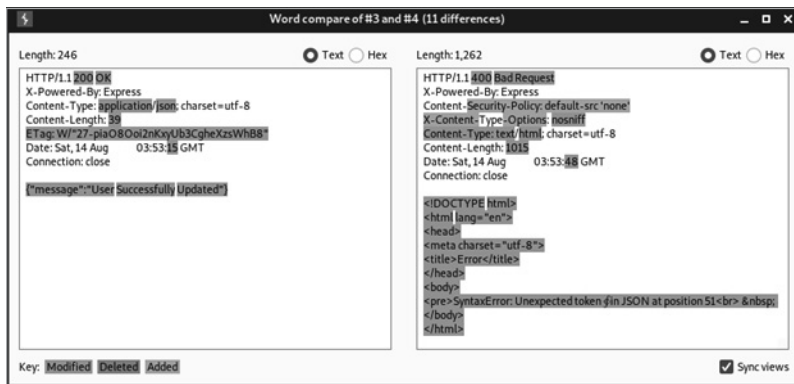 Word compare of #3 and #4 (11 differences)
Length: 246
Text
Hex
HTTP/1.1 200 OK
X-Powered-By: Express
Content-Type: application/json; charset=utf-8
Content-Length: 39
ETag: W/"27-piaO8Ooi2nKxyUb3CgheXzsWhB8"
Date: Sat, 14 Aug 03:53:15 GMT
Connection: close
{"message":"User Successfully Updated"}
Length: 1,262
Text
Hex
HTTP/1.1 400 Bad Request
X-Powered-By: Express
Content-Security-Policy: default-src 'none'
X-Content-Type-Options: nosniff
Content-Type: text/html; charset=utf-8
Content-Length: 1015
Date: Sat, 14 Aug 03:53:48 GMT
Connection: close
<!DOCTYPE html>
<html lang="en">
<head>
<meta charset="utf-8">
<title>Error</title>
</head>
<body>
<pre>SyntaxError: Unexpected token in JSON at position 51<br> &nbsp;
</body>
</html>
Key: Modified Deleted Added
Sync views